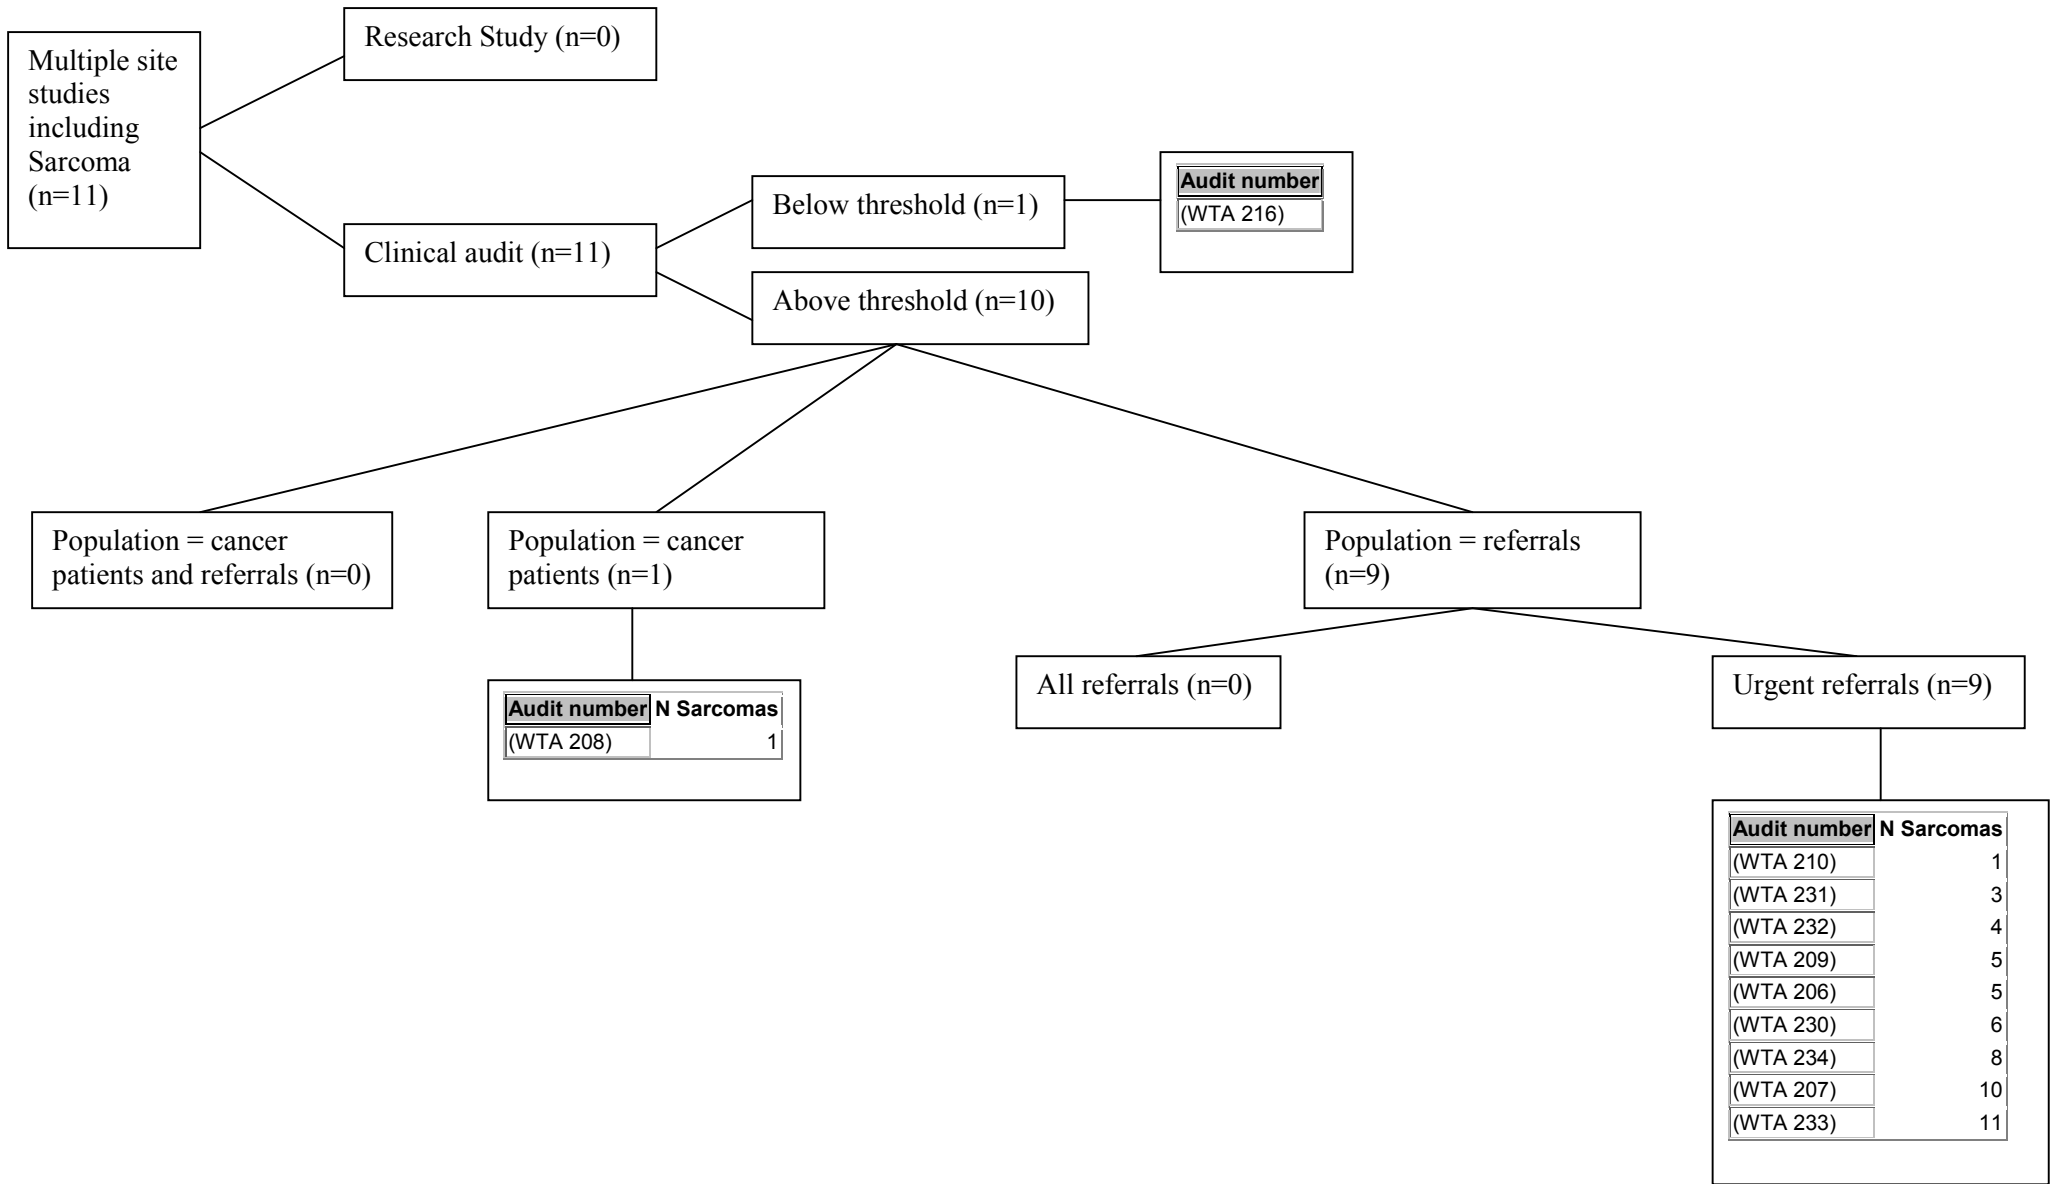 Research Study (n=0)
Multiple site
studies
including
Sarcoma
(n=11)
Clinical audit (n=11)
Below threshold (n=1)
Audit number
(WTA 216)
Above threshold (n=10)
Population = cancer
patients and referrals (n=0)
Population = cancer
patients (n=1)
Population = referrals
(n=9)
Audit number N Sarcomas
(WTA 208) 1
All referrals (n=0)
Urgent referrals (n=9)
Audit number N Sarcomas
(WTA 210) 1
(WTA 231) 3
(WTA 232) 4
(WTA 209) 5
(WTA 206) 5
(WTA 230) 6
(WTA 234) 8
(WTA 207) 10
(WTA 233) 11